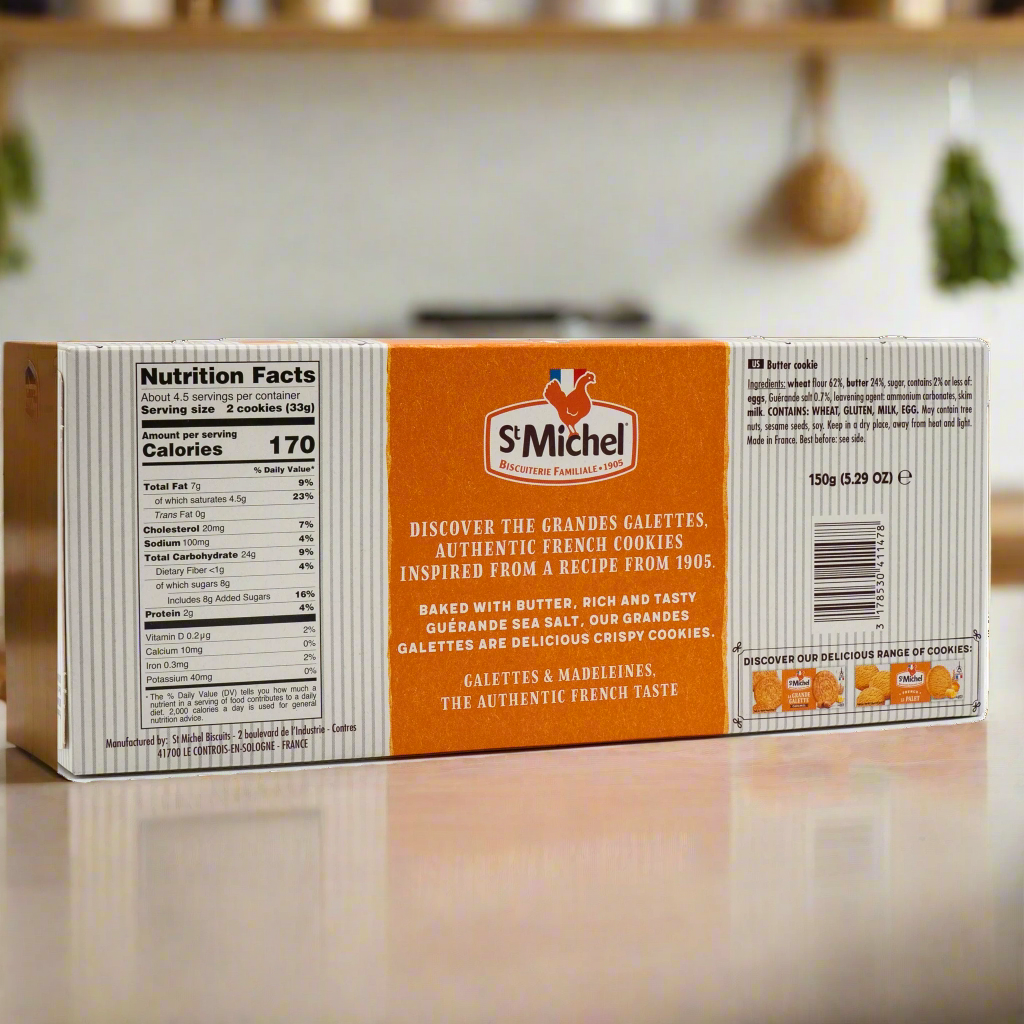 Nutrition Facts
About 4.5 servings per container
Serving size 2 cookies (33g)
Amount per serving
Calories 170
% Daily Value*
Total Fat 7g 9%
of which saturates 4.5g 23%
Trans Fat 0g
Cholesterol 20mg 7%
Sodium 100mg 4%
Total Carbohydrate 24g 9%
Dietary Fiber <1g 4%
of which sugars 8g
Includes 8g Added Sugars 16%
Protein 2g 4%
Vitamin D 0.2µg 2%
Calcium 10mg 0%
Iron 0.3mg 2%
Potassium 40mg 0%
* The % Daily Value (DV) tells you how much a
nutrient in a serving of food contributes to a daily
diet. 2,000 calories a day is used for general
nutrition advice.
Manufactured by: St Michel Biscuits - 2 boulevard de l'Industrie - Contres
41700 LE CONTROIS-EN-SOLOGNE - FRANCE
St Michel®
BISCUITERIE FAMILIALE • 1905
DISCOVER THE GRANDES GALETTES,
AUTHENTIC FRENCH COOKIES
INSPIRED FROM A RECIPE FROM 1905.
BAKED WITH BUTTER, RICH AND TASTY
GUÉRANDE SEA SALT, OUR GRANDES
GALETTES ARE DELICIOUS CRISPY COOKIES.
GALETTES & MADELEINES,
THE AUTHENTIC FRENCH TASTE
US Butter cookie
Ingredients: wheat flour 62%, butter 24%, sugar, contains 2% or less of:
eggs, Guérande salt 0.7%, leavening agent: ammonium carbonates, skim
milk. CONTAINS: WHEAT, GLUTEN, MILK, EGG. May contain tree
nuts, sesame seeds, soy. Keep in a dry place, away from heat and light.
Made in France. Best before: see side.
150g (5.29 OZ) ℮
3 178530 411478
DISCOVER OUR DELICIOUS RANGE OF COOKIES:
St Michel
GRANDE
GALETTE
St Michel
PALET